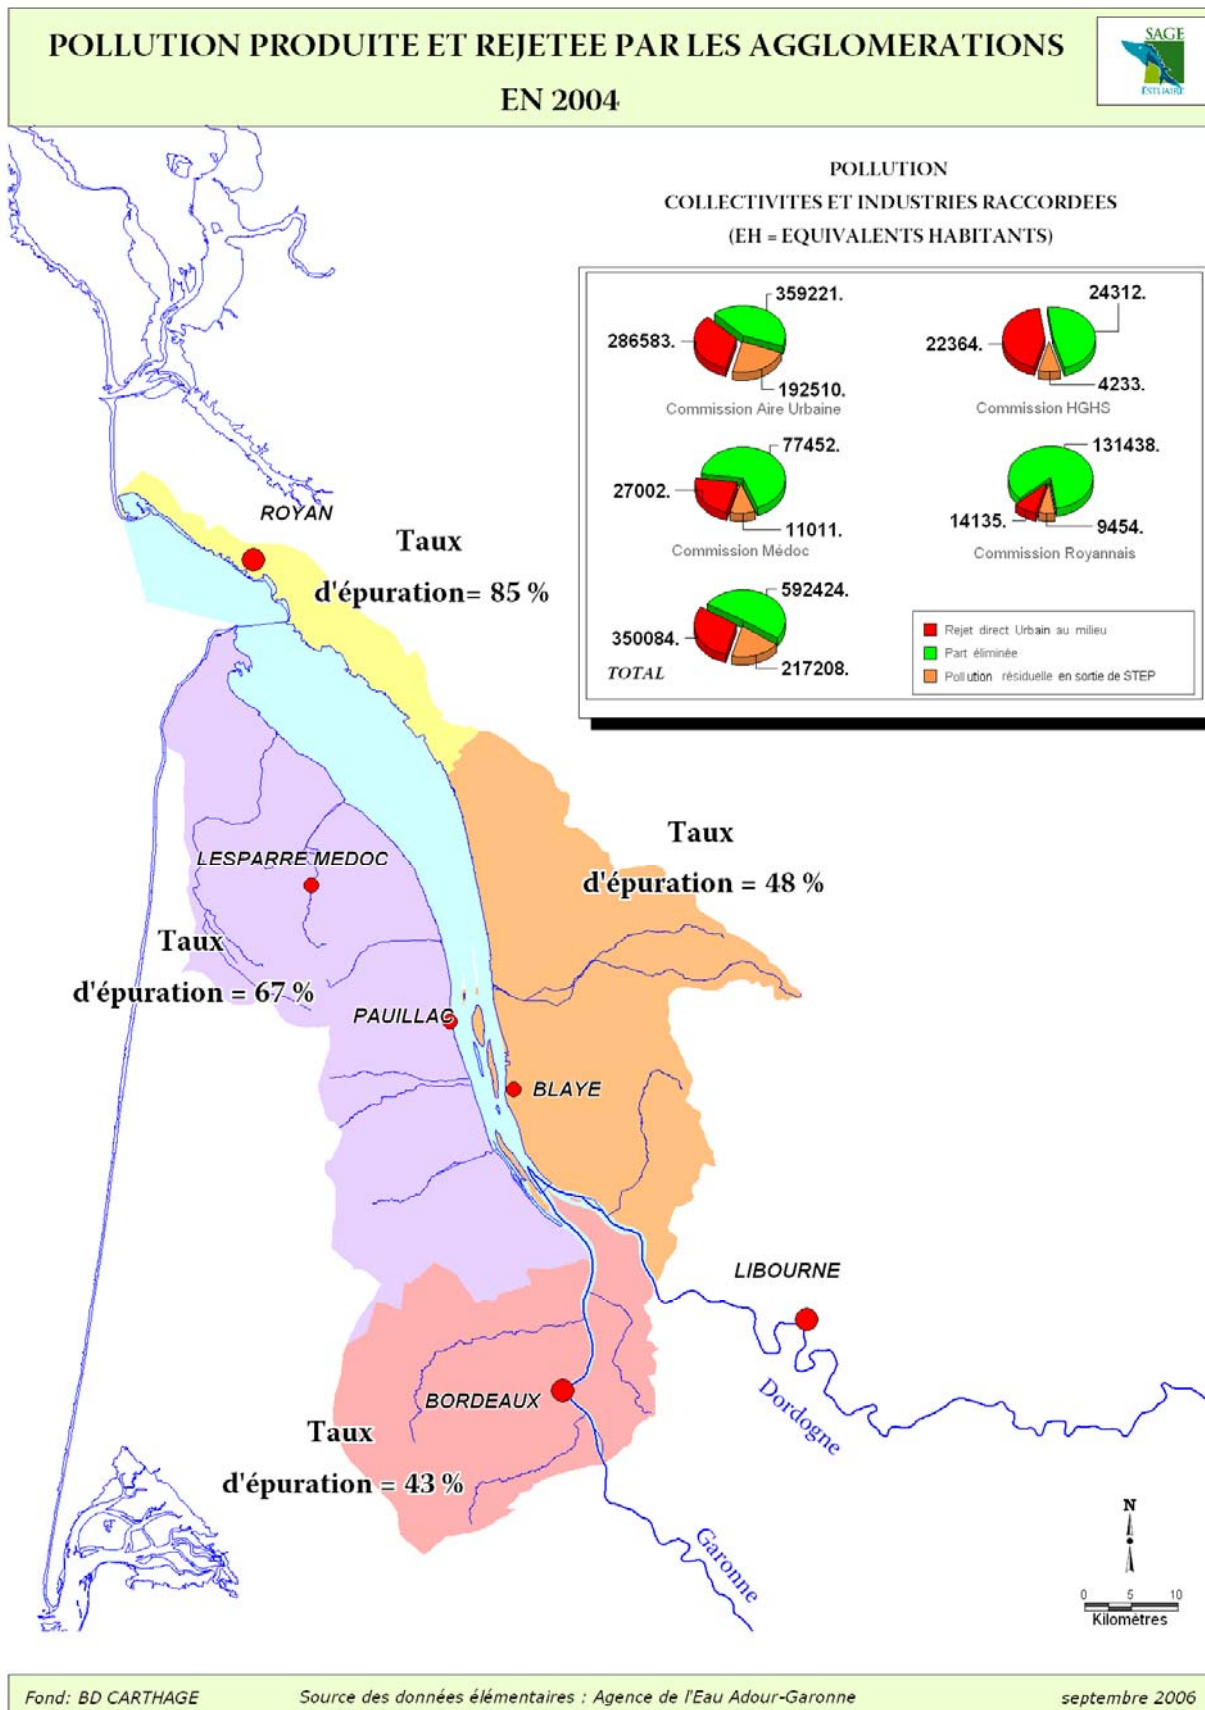 POLLUTION PRODUITE ET REJETEE PAR LES AGGLOMERATIONS
EN 2004
SAGE
ESTUAIRE
POLLUTION
COLLECTIVITES ET INDUSTRIES RACCORDEES
(EH = EQUIVALENTS HABITANTS)
359221.
286583.
192510.
Commission Aire Urbaine
24312.
22364.
4233.
Commission HGHS
77452.
27002.
11011.
Commission Médoc
131438.
14135.
9454.
Commission Royannais
592424.
350084.
217208.
TOTAL
Rejet direct Urbain au milieu
Part éliminée
Pollution résiduelle en sortie de STEP
ROYAN
Taux
d'épuration= 85 %
Taux
d'épuration = 48 %
LESPARRE MEDOC
Taux
d'épuration = 67 %
PAUILLAC
BLAYE
LIBOURNE
BORDEAUX
Dordogne
Taux
d'épuration = 43 %
Garonne
N
0 5 10
Kilomètres
Fond: BD CARTHAGE
Source des données élémentaires : Agence de l'Eau Adour-Garonne
septembre 2006